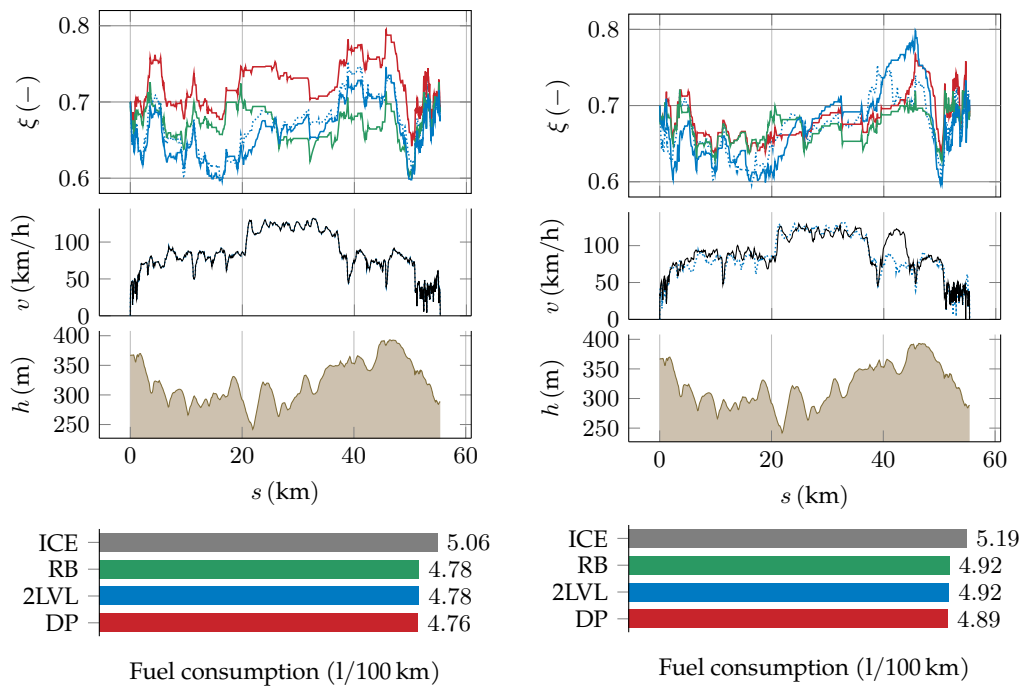 0.8
0.7
0.6
ξ (−)
100
50
0
v (km/h)
400
350
300
250
h (m)
0 20 40 60
s (km)
ICE 5.06
RB 4.78
2LVL 4.78
DP 4.76
Fuel consumption (l/100 km)
0.8
0.7
0.6
ξ (−)
100
50
0
v (km/h)
400
350
300
250
h (m)
0 20 40 60
s (km)
ICE 5.19
RB 4.92
2LVL 4.92
DP 4.89
Fuel consumption (l/100 km)